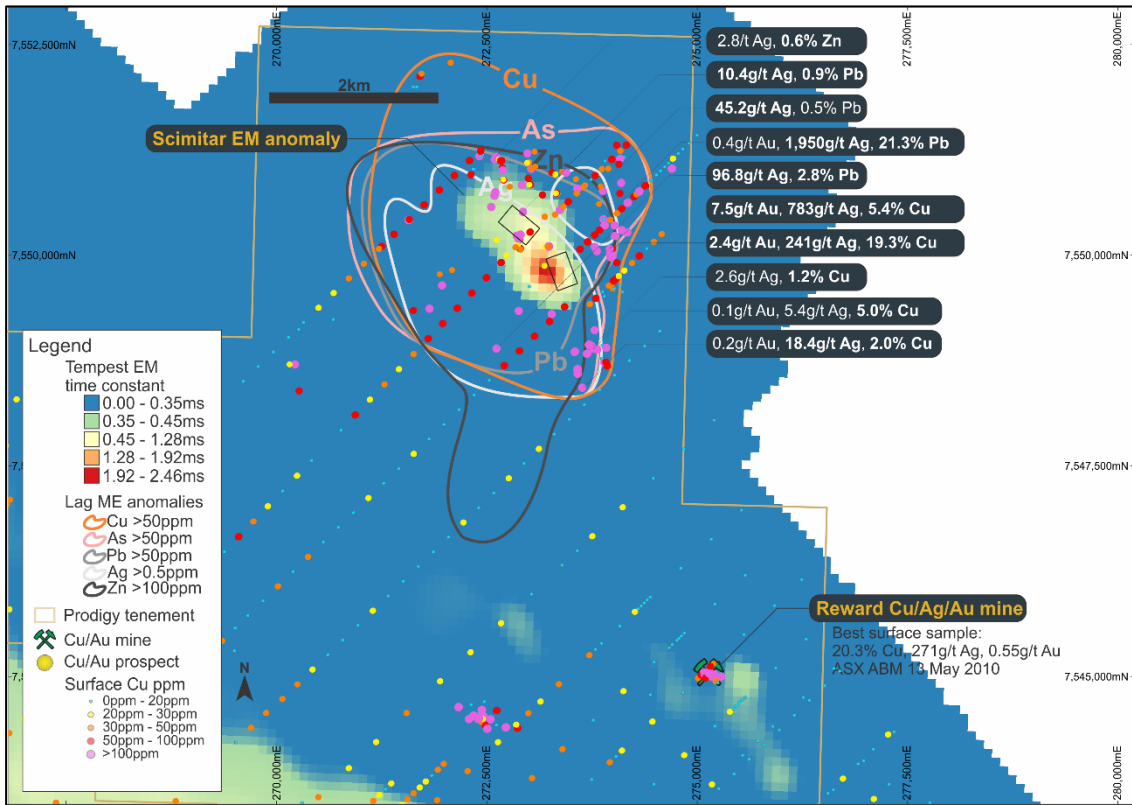 270,000mE
272,500mE
275,000mE
277,500mE
280,000mE
7,552,500mN
7,552,500mN
2km
Cu
As
Zn
Ag
Pb
Scimitar EM anomaly
2.8/t Ag, 0.6% Zn
10.4g/t Ag, 0.9% Pb
45.2g/t Ag, 0.5% Pb
0.4g/t Au, 1,950g/t Ag, 21.3% Pb
96.8g/t Ag, 2.8% Pb
7.5g/t Au, 783g/t Ag, 5.4% Cu
2.4g/t Au, 241g/t Ag, 19.3% Cu
2.6g/t Ag, 1.2% Cu
0.1g/t Au, 5.4g/t Ag, 5.0% Cu
0.2g/t Au, 18.4g/t Ag, 2.0% Cu
7,550,000mN
7,550,000mN
7,547,500mN
Legend
Tempest EM
time constant
0.00 - 0.35ms
0.35 - 0.45ms
0.45 - 1.28ms
1.28 - 1.92ms
1.92 - 2.46ms
Lag ME anomalies
Cu >50ppm
As >50ppm
Pb >50ppm
Ag >0.5ppm
Zn >100ppm
Prodigy tenement
Cu/Au mine
Cu/Au prospect
Surface Cu ppm
0ppm - 20ppm
20ppm - 30ppm
30ppm - 50ppm
50ppm - 100ppm
>100ppm
N
Reward Cu/Ag/Au mine
Best surface sample:
20.3% Cu, 271g/t Ag, 0.55g/t Au
ASX ABM 13 May 2010
7,545,000mN
270,000mE
272,500mE
275,000mE
277,500mE
280,000mE